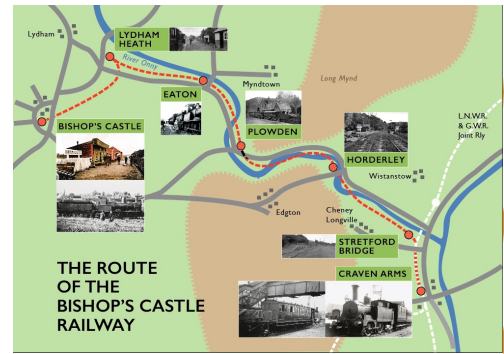 Lydham
LYDHAM
HEATH
River Onny
EATON
Myndtown
Long Mynd
PLOWDEN
BISHOP'S CASTLE
HORDERLEY
L.N.W.R.
& G.W.R.
Joint Rly
Wistanstow
Edgton
Cheney
Longville
STRETFORD
BRIDGE
CRAVEN ARMS
THE ROUTE
OF THE
BISHOP'S CASTLE
RAILWAY